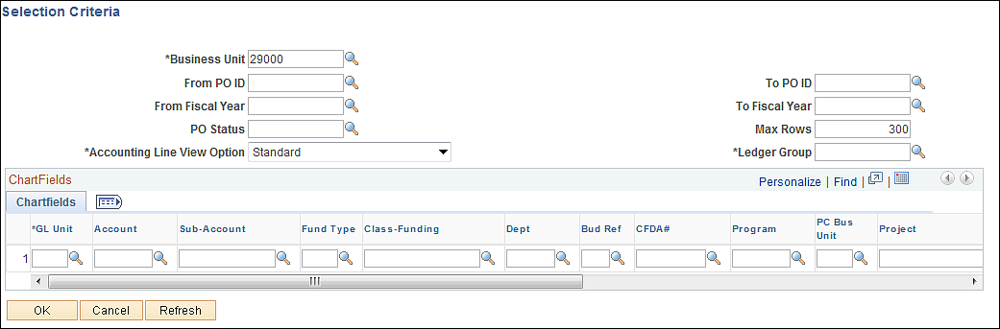 Selection Criteria
*Business Unit 29000
From PO ID To PO ID
From Fiscal Year To Fiscal Year
PO Status Max Rows 300
*Accounting Line View Option Standard *Ledger Group
ChartFields Personalize | Find | |
Chartfields
*GL Unit Account Sub-Account Fund Type Class-Funding Dept Bud Ref CFDA# Program PC Bus Unit Project
1
OK Cancel Refresh